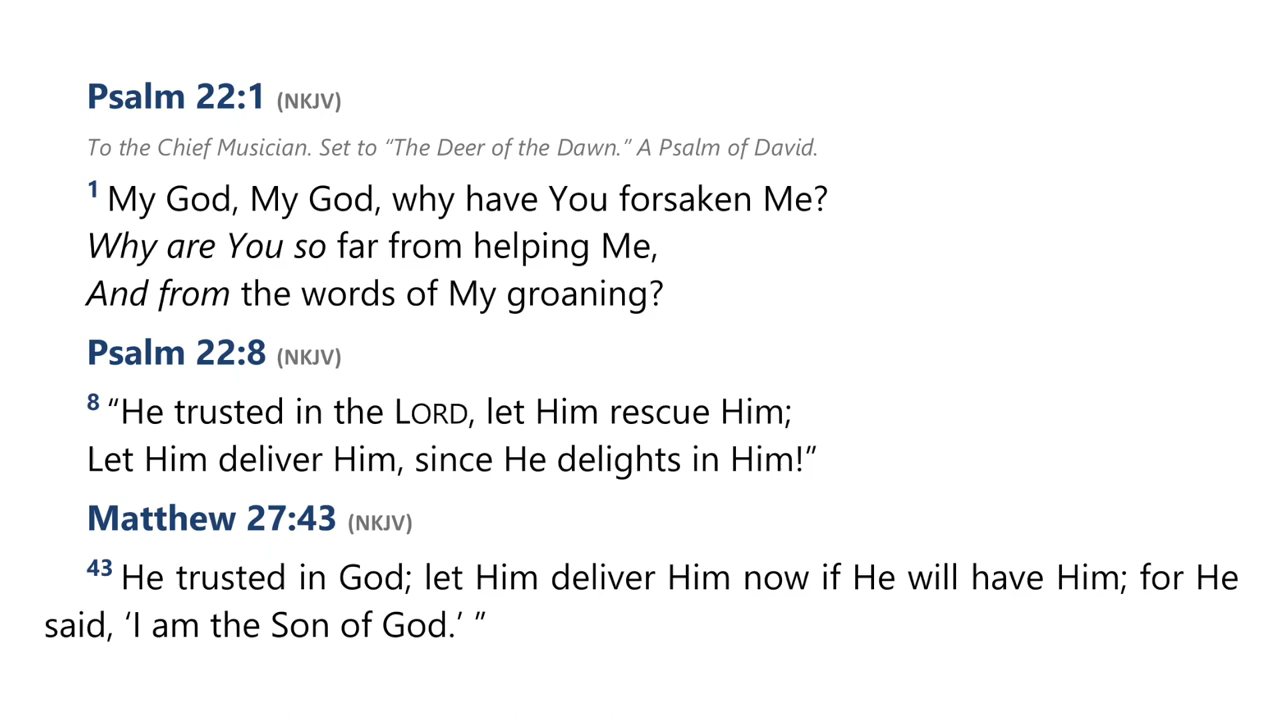 Psalm 22:1 (NKJV)
To the Chief Musician. Set to “The Deer of the Dawn.” A Psalm of David.
1 My God, My God, why have You forsaken Me?
Why are You so far from helping Me,
And from the words of My groaning?
Psalm 22:8 (NKJV)
8 “He trusted in the LORD, let Him rescue Him;
Let Him deliver Him, since He delights in Him!”
Matthew 27:43 (NKJV)
43 He trusted in God; let Him deliver Him now if He will have Him; for He
said, ‘I am the Son of God.’ ”